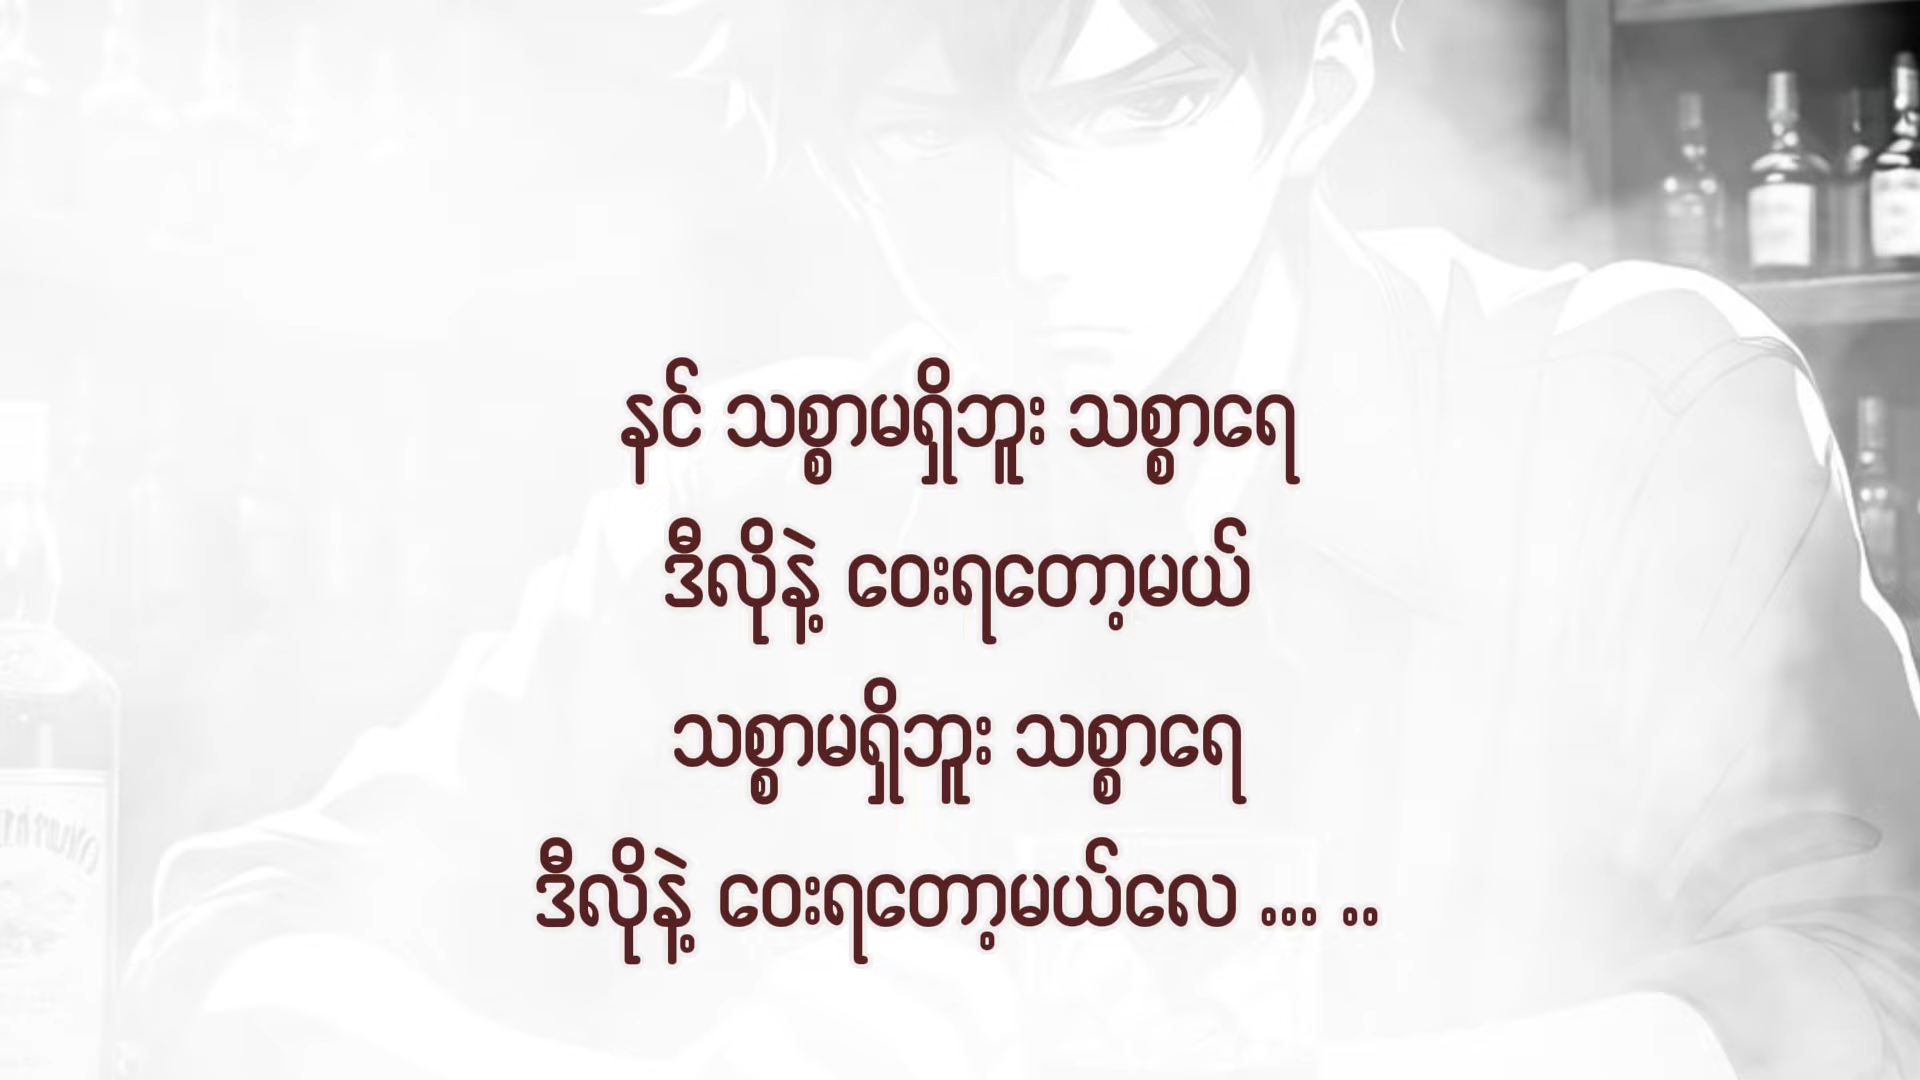 နင် သစ္စာမရှိဘူး သစ္စာရေ
ဒီလိုနဲ့ ဝေးရတော့မယ်
သစ္စာမရှိဘူး သစ္စာရေ
ဒီလိုနဲ့ ဝေးရတော့မယ်လေ ... ..